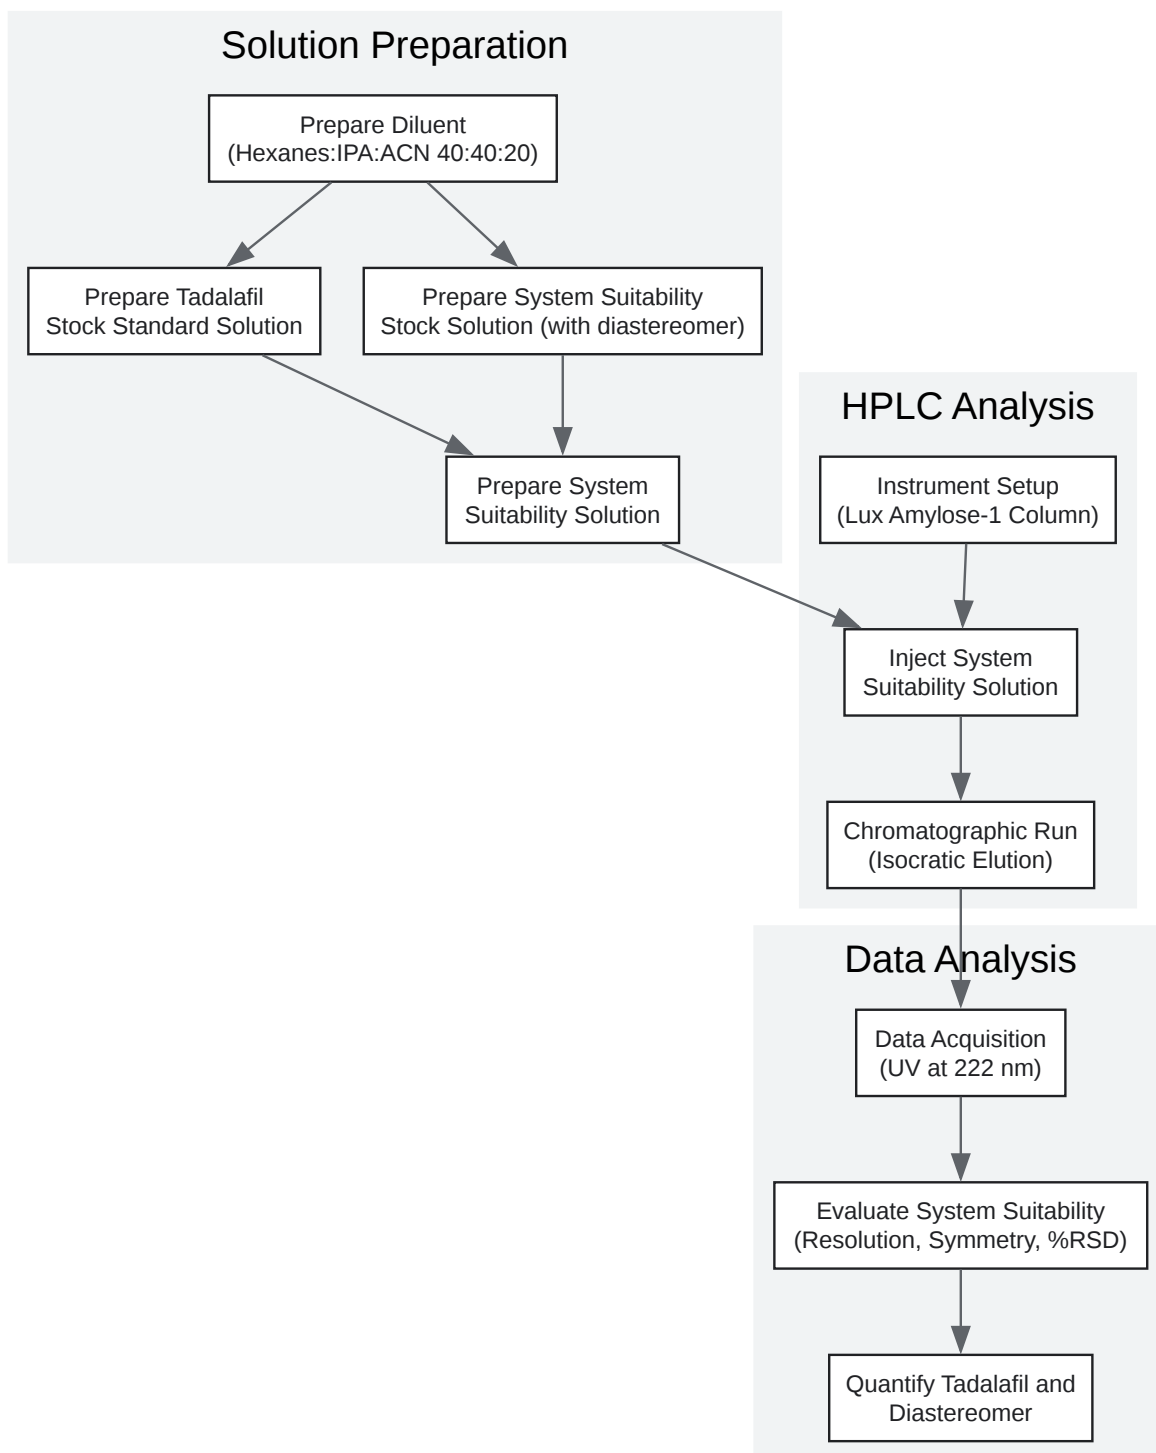 Solution Preparation
Prepare Diluent
(Hexanes:IPA:ACN 40:40:20)
Prepare Tadalafil
Stock Standard Solution
Prepare System Suitability
Stock Solution (with diastereomer)
Prepare System
Suitability Solution
HPLC Analysis
Instrument Setup
(Lux Amylose-1 Column)
Inject System
Suitability Solution
Chromatographic Run
(Isocratic Elution)
Data Analysis
Data Acquisition
(UV at 222 nm)
Evaluate System Suitability
(Resolution, Symmetry, %RSD)
Quantify Tadalafil and
Diastereomer